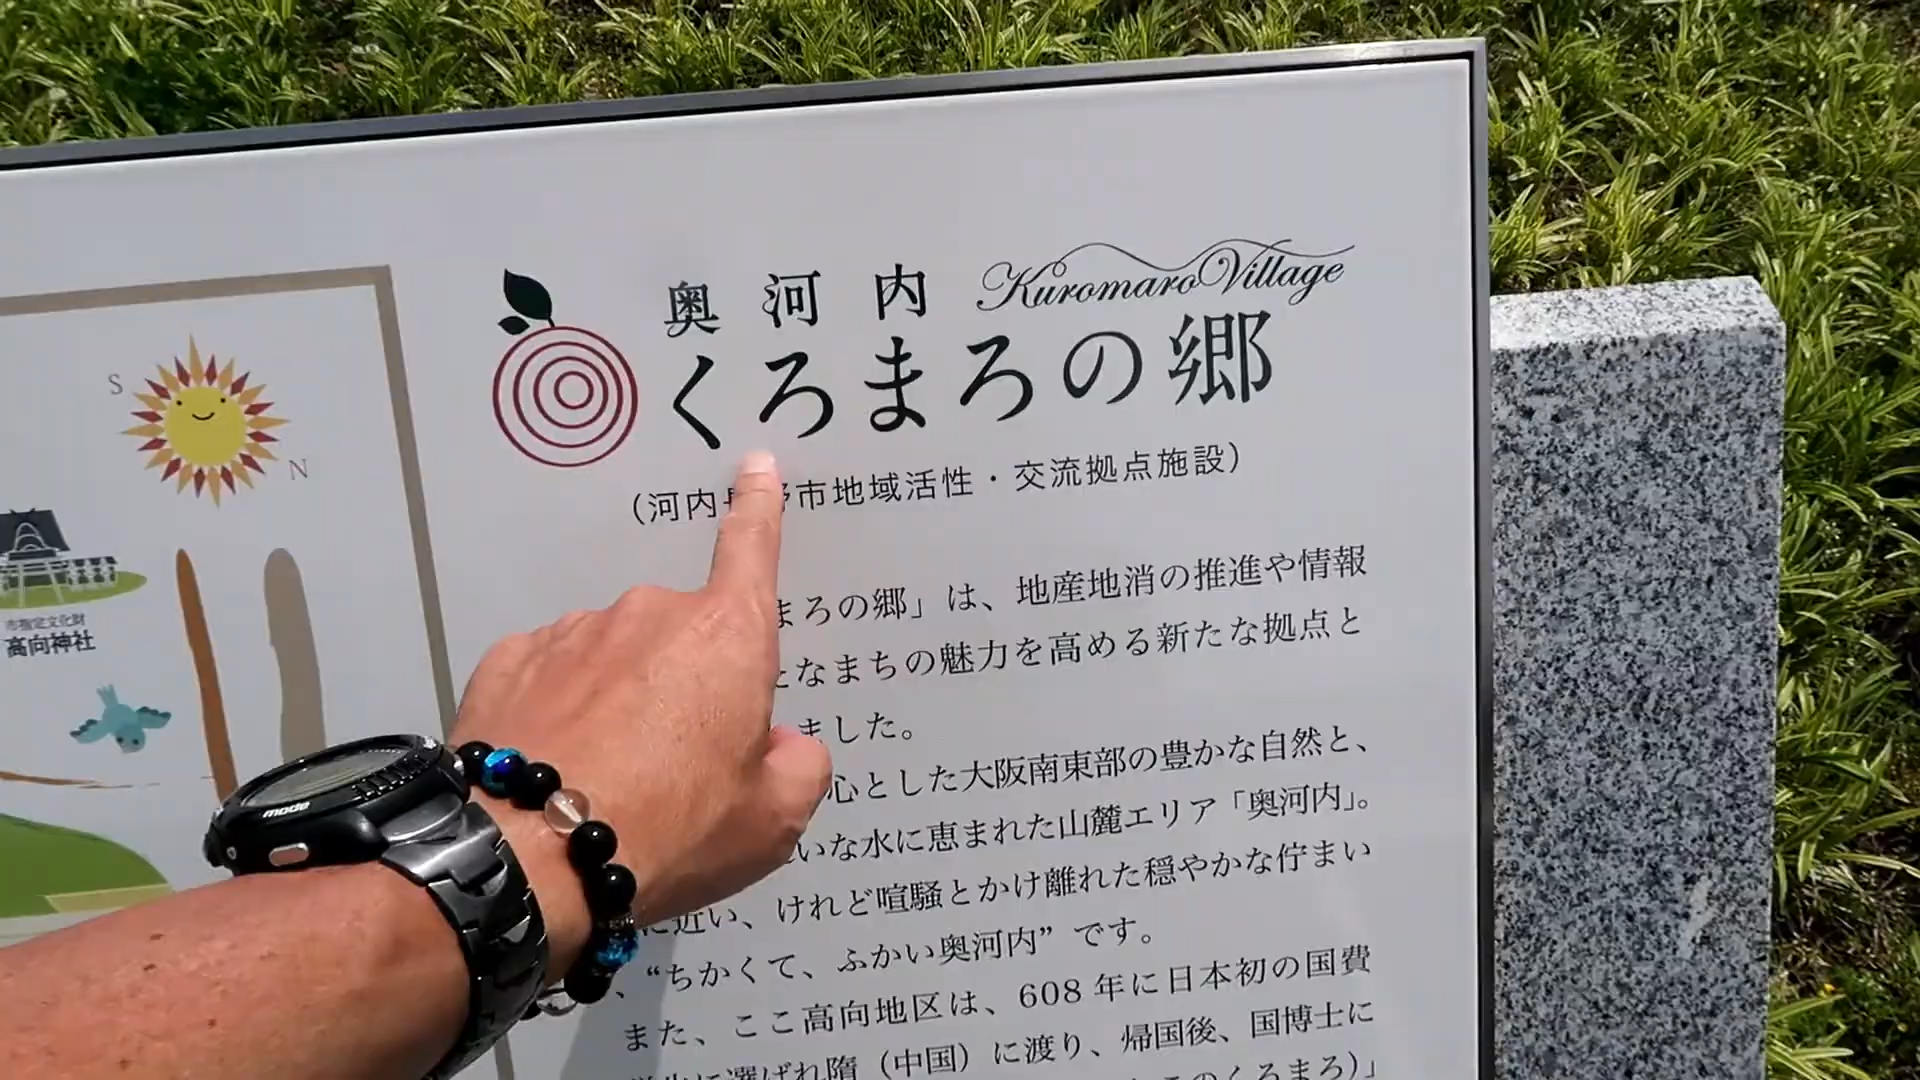 S
N
市指定文化財
高向神社
奥河内 Kuromaro Village
くろまろの郷
(河内 市地域活性・交流拠点施設)
まろの郷」は、地産地消の推進や情報
なまちの魅力を高める新たな拠点と
ました。
心とした大阪南東部の豊かな自然と、
いな水に恵まれた山麓エリア「奥河内」。
に近い、けれど喧騒とかけ離れた穏やかな佇まい
、“ちかくて、ふかい奥河内”です。
また、ここ高向地区は、608年に日本初の国費
に選ばれ隋(中国)に渡り、帰国後、国博士に
のくろまろ)」
mode